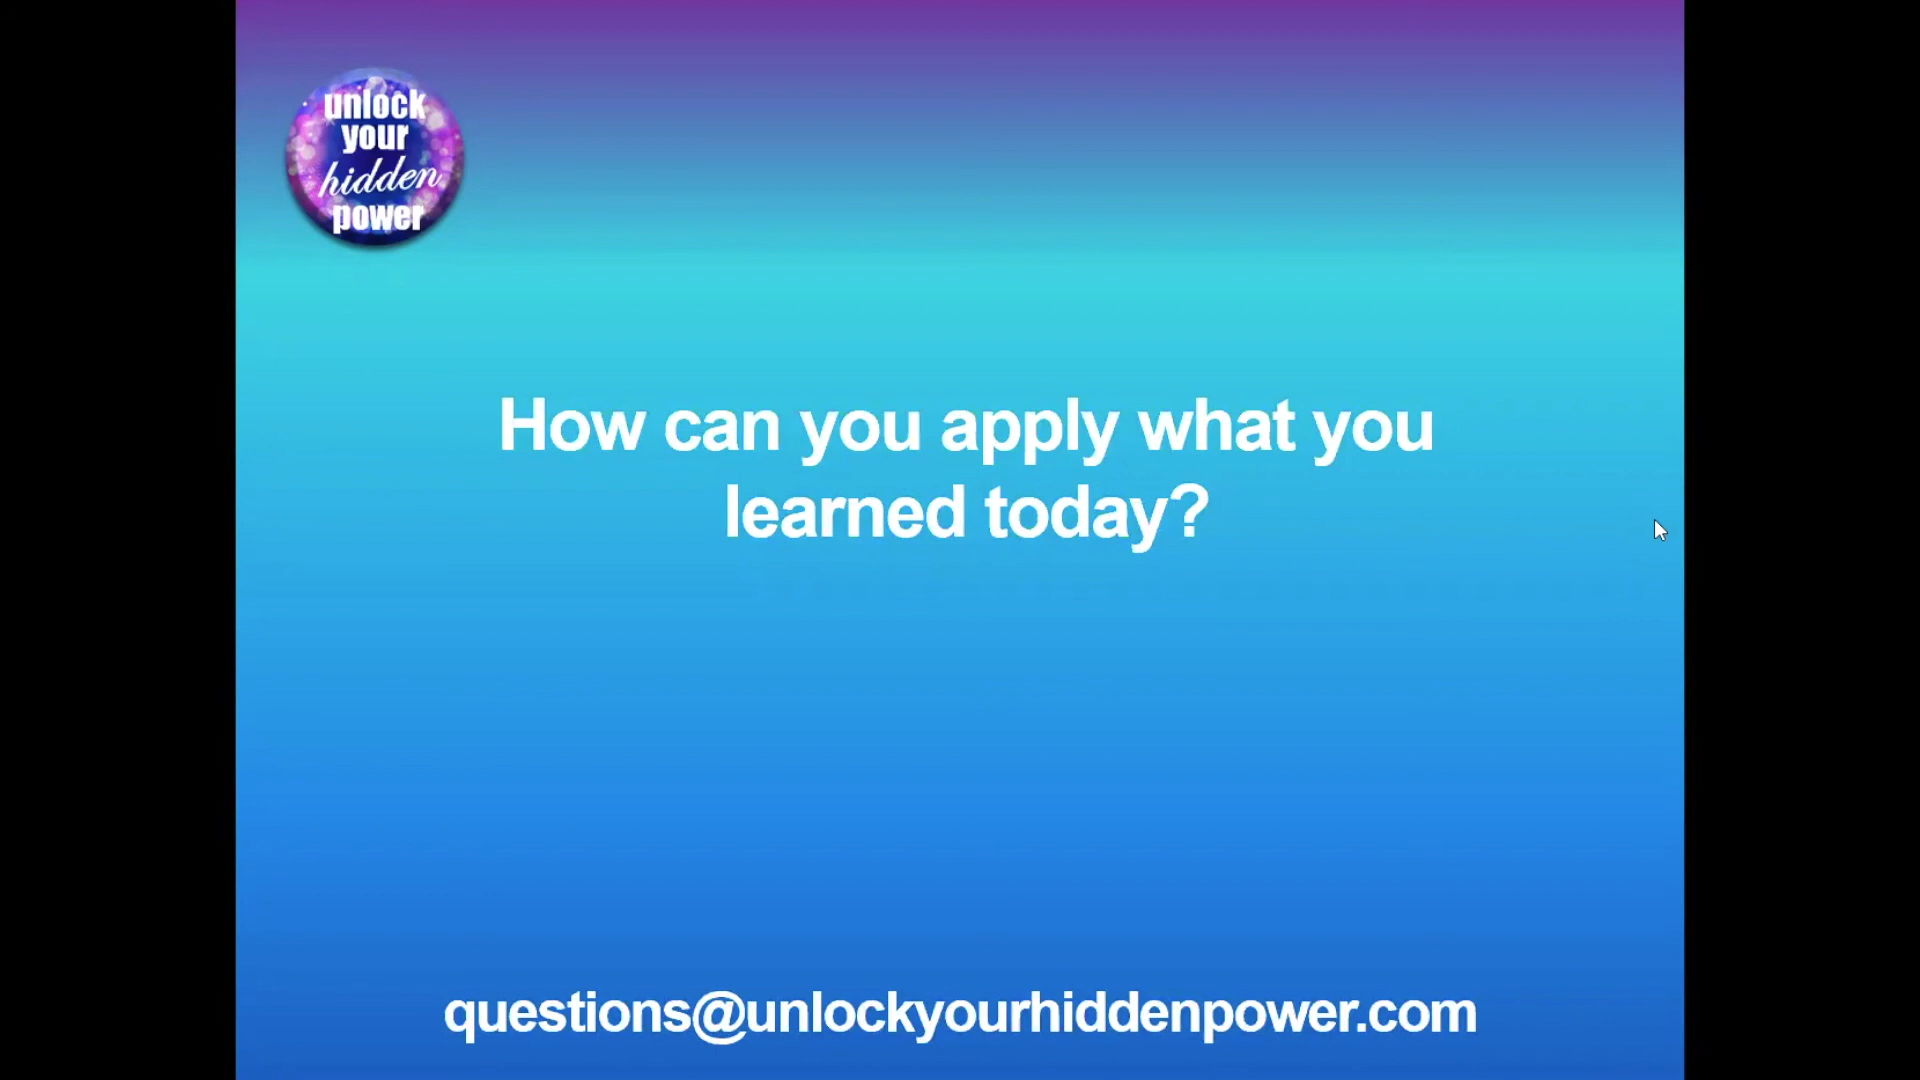 unlock
your
hidden
power
How can you apply what you
learned today?
questions@unlockyourhiddenpower.com